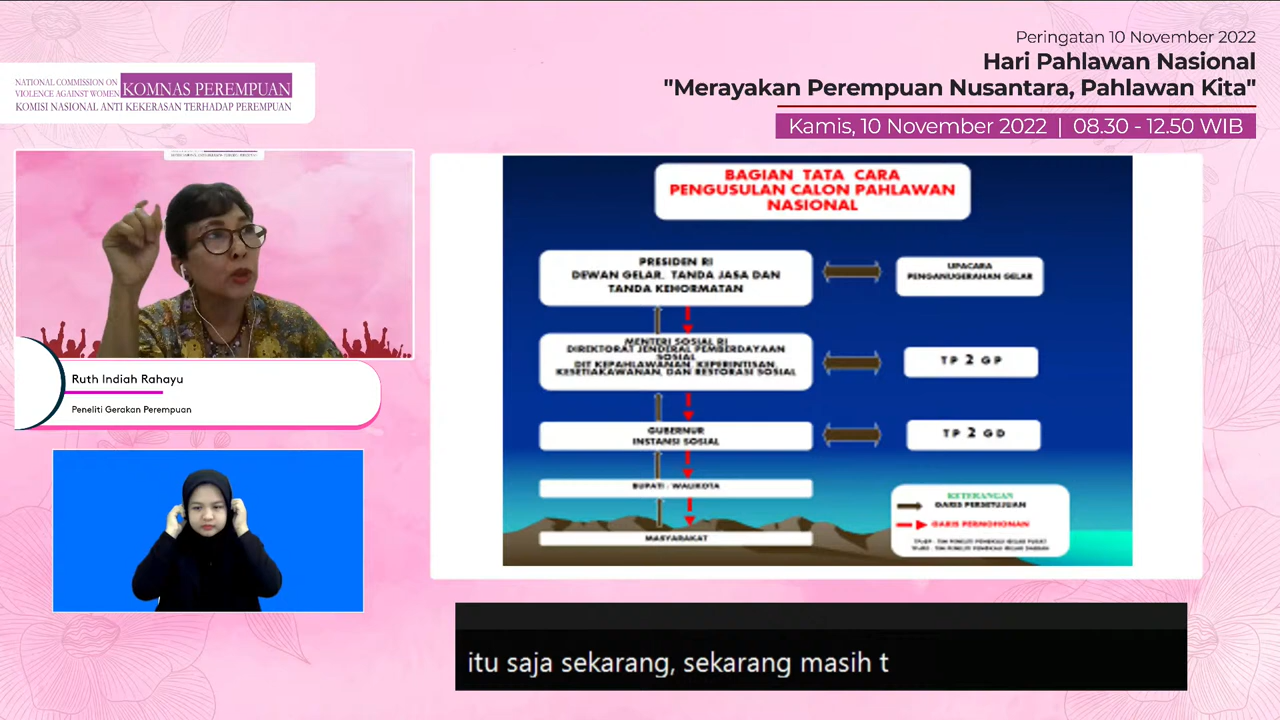 Peringatan 10 November 2022
Hari Pahlawan Nasional
"Merayakan Perempuan Nusantara, Pahlawan Kita"
Kamis, 10 November 2022 | 08.30 - 12.50 WIB
NATIONAL COMMISSION ON
VIOLENCE AGAINST WOMEN
KOMNAS PEREMPUAN
KOMISI NASIONAL ANTI KEKERASAN TERHADAP PEREMPUAN
Ruth Indiah Rahayu
Peneliti Gerakan Perempuan
BAGIAN TATA CARA
PENGUSULAN CALON PAHLAWAN
NASIONAL
PRESIDEN RI
DEWAN GELAR, TANDA JASA DAN
TANDA KEHORMATAN
UPACARA
PENGANUGERAHAN GELAR
MENTERI SOSIAL RI
DIREKTORAT JENDERAL PEMBERDAYAAN
SOSIAL
DIT KEPAHLAWANAN, KEPERINTISAN,
KESETIAKAWANAN, DAN RESTORASI SOSIAL
TP 2 GP
GUBERNUR
INSTANSI SOSIAL
TP 2 GD
BUPATI - WALIKOTA
MASYARAKAT
KETERANGAN
GARIS PERSETUJUAN
GARIS PERMOHONAN
itu saja sekarang, sekarang masih t